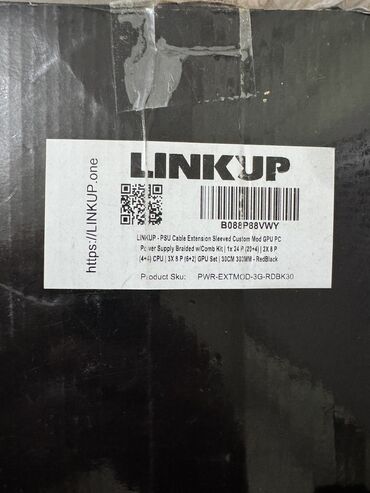 LINKUP
https://LINKUP.one
B088P88VWY
LINKUP - PSU Cable Extension Sleeved Custom Mod GPU PC
Power Supply Braided w/Comb Kit | 1x 24 P (20+4) | 2X 8 P
(4+4) CPU | 3X 8 P (6+2) GPU Set | 30CM 300MM - RedBlack
Product Sku: PWR-EXTMOD-3G-RDBK30